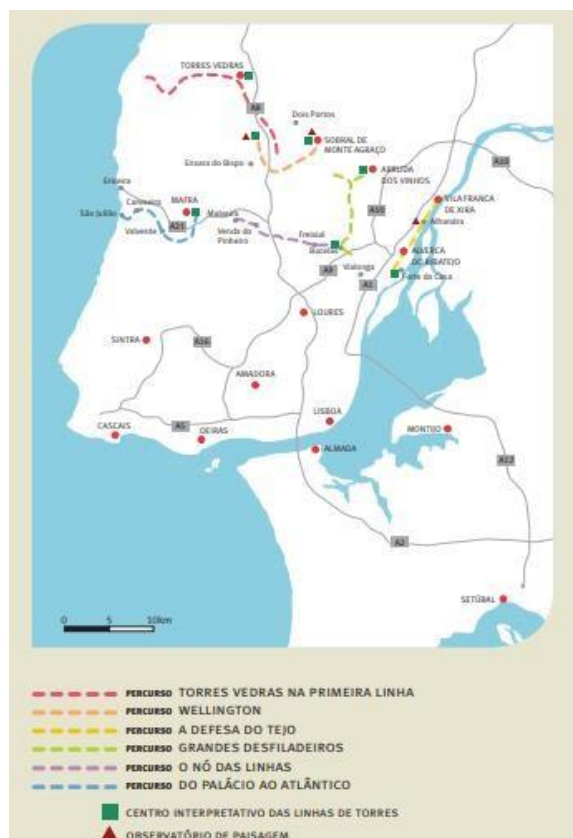 TORRES VEDRAS
A8
Dois Portos
SOBRAL DE
MONTE AGRAÇO
Enxara do Bispo
ARRUDA
DOS VINHOS
A10
Ericeira
Carvoeira
MAFRA
São Julião
Malveira
A21
Valverde
Venda do
Pinheiro
A10
VILA FRANCA
DE XIRA
Alhandra
Freixial
Bucelas
ALVERCA
DO RIBATEJO
Forte da Casa
Vialonga
A9
A1
LOURES
SINTRA
A16
AMADORA
LISBOA
CASCAIS
A5
OEIRAS
ALMADA
MONTIJO
A12
A2
SETÚBAL
0 5 10km
PERCURSO TORRES VEDRAS NA PRIMEIRA LINHA
PERCURSO WELLINGTON
PERCURSO A DEFESA DO TEJO
PERCURSO GRANDES DESFILADEIROS
PERCURSO O NÓ DAS LINHAS
PERCURSO DO PALÁCIO AO ATLÂNTICO
CENTRO INTERPRETATIVO DAS LINHAS DE TORRES
OBSERVATÓRIO DE PAISAGEM